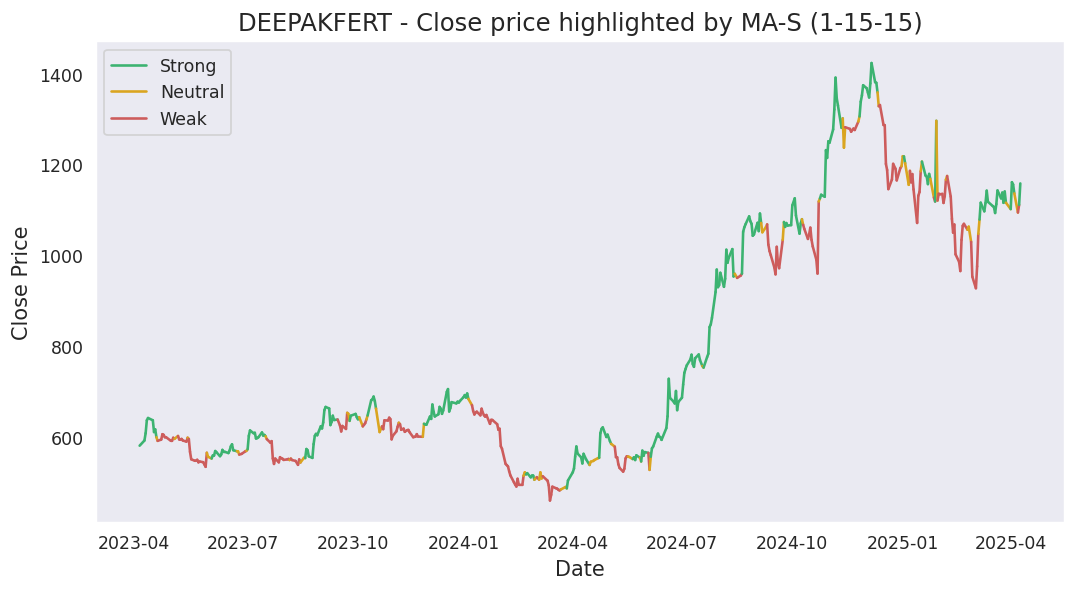 DEEPAKFERT - Close price highlighted by MA-S (1-15-15)
Strong
Neutral
Weak
Close Price
1400
1200
1000
800
600
2023-04 2023-07 2023-10 2024-01 2024-04 2024-07 2024-10 2025-01 2025-04
Date